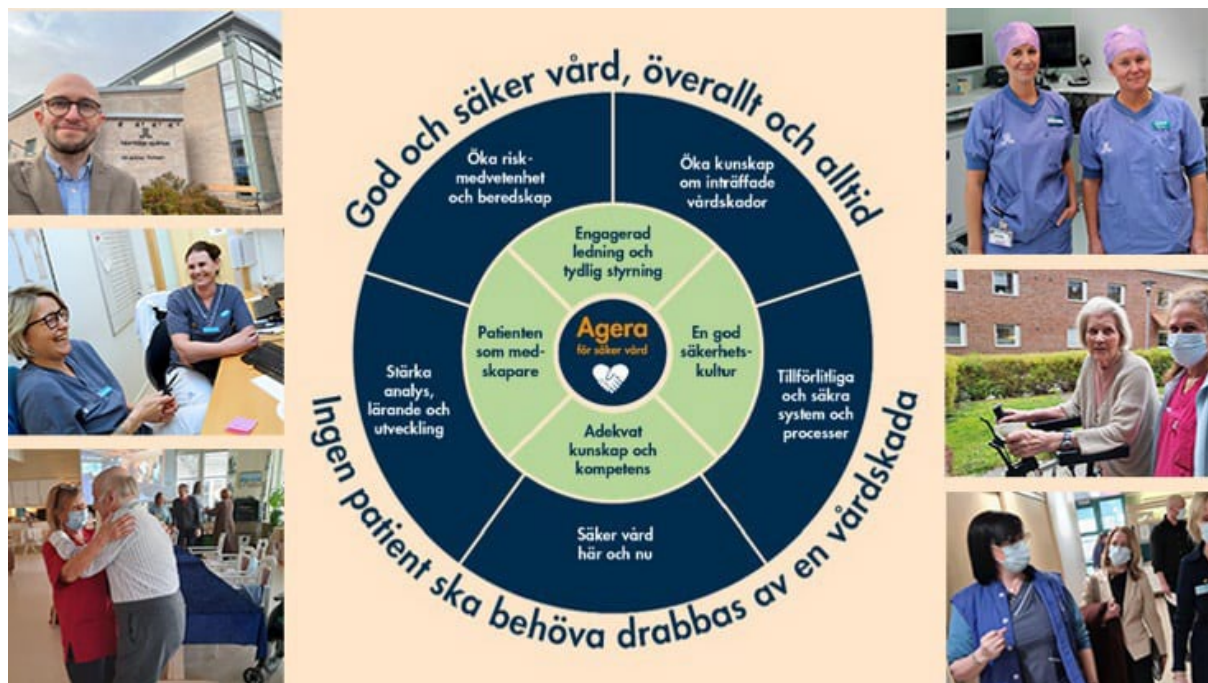 God och säker vård, överallt och alltid
Öka risk-
medvetenhet
och beredskap
Öka kunskap
om inträffade
vårdskador
Engagerad
ledning och
tydlig styrning
Patienten
som med-
skapare
Agera
för säker vård
En god
säkerhets-
kultur
Stärka
analys,
lärande och
utveckling
Tillförlitliga
och säkra
system och
processer
Adekvat
kunskap och
kompetens
Säker vård
här och nu
Ingen patient ska behöva drabbas av en vårdskada